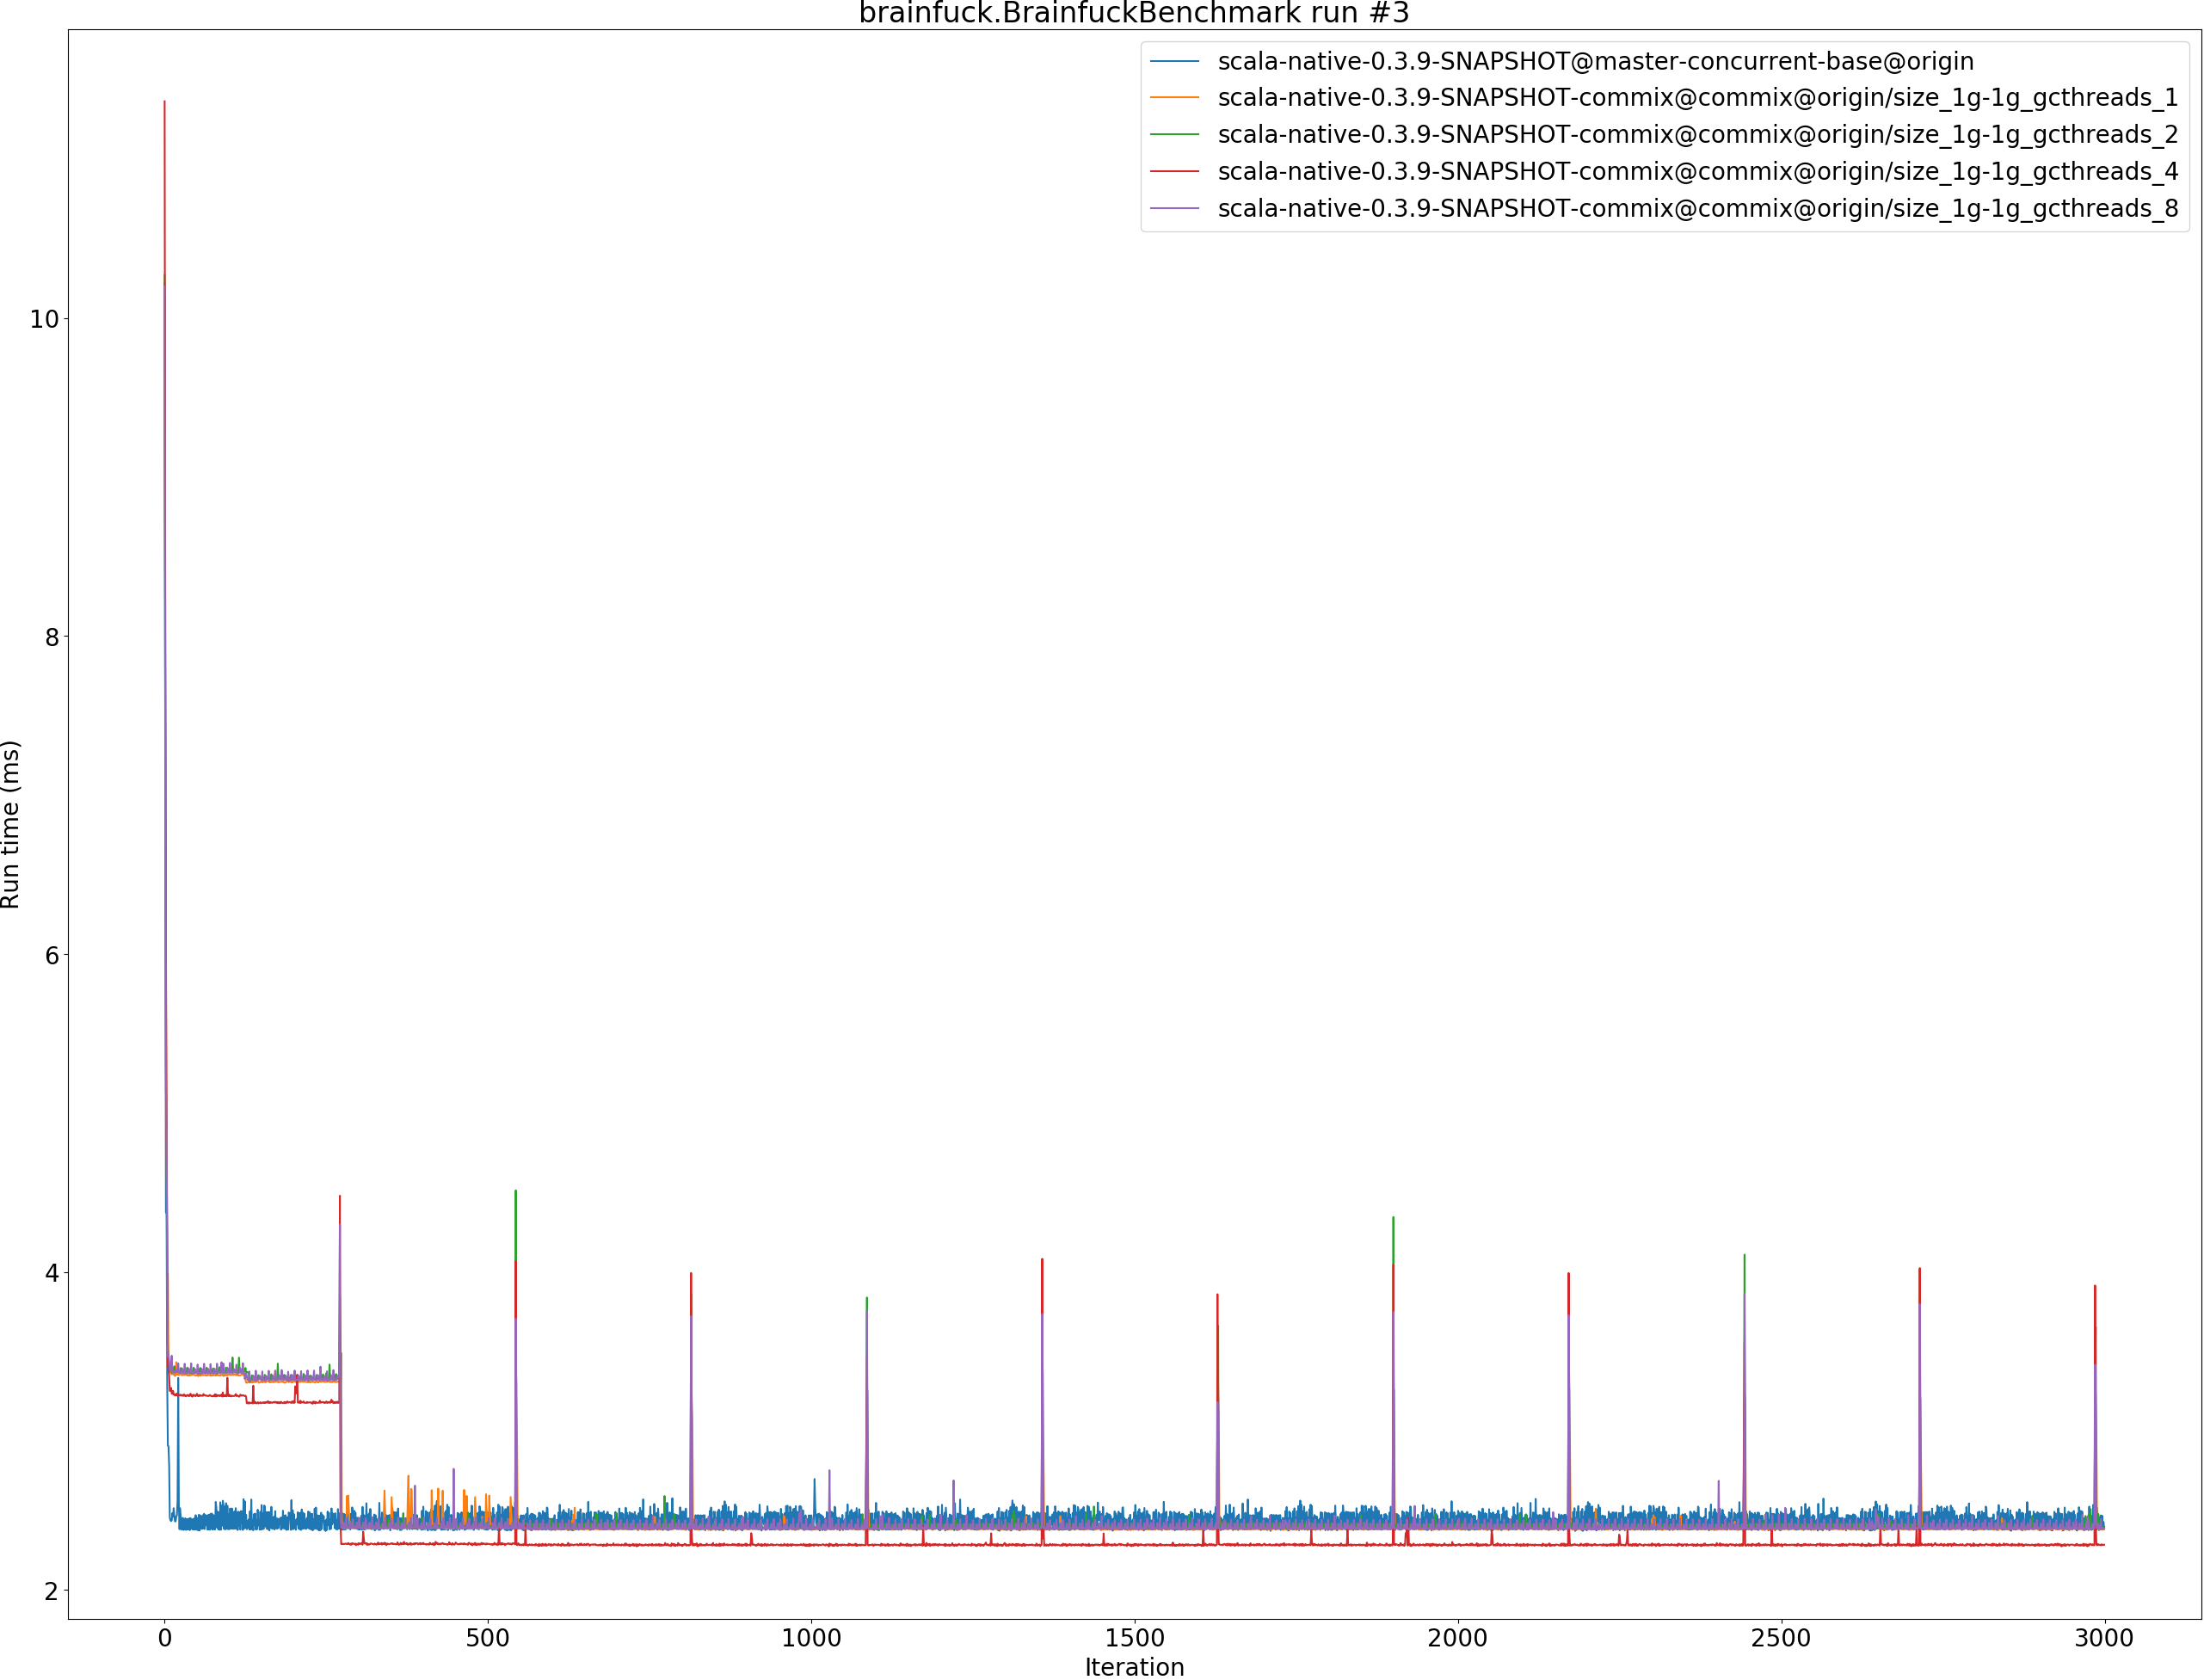 brainfuck.BrainfuckBenchmark run #3
scala-native-0.3.9-SNAPSHOT@master-concurrent-base@origin
scala-native-0.3.9-SNAPSHOT-commix@commix@origin/size_1g-1g_gcthreads_1
scala-native-0.3.9-SNAPSHOT-commix@commix@origin/size_1g-1g_gcthreads_2
scala-native-0.3.9-SNAPSHOT-commix@commix@origin/size_1g-1g_gcthreads_4
scala-native-0.3.9-SNAPSHOT-commix@commix@origin/size_1g-1g_gcthreads_8
10
8
6
4
2
Run time (ms)
0 500 1000 1500 2000 2500 3000
Iteration